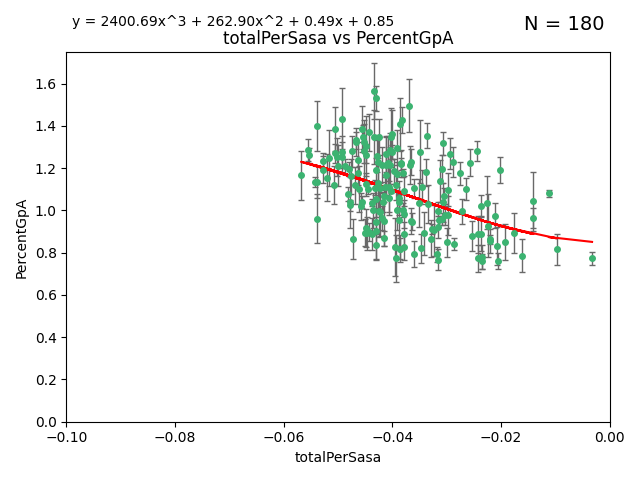 y = 2400.69x^3 + 262.90x^2 + 0.49x + 0.85
N = 180
totalPerSasa vs PercentGpA
PercentGpA
1.6
1.4
1.2
1.0
0.8
0.6
0.4
0.2
0.0
−0.10 −0.08 −0.06 −0.04 −0.02 0.00
totalPerSasa